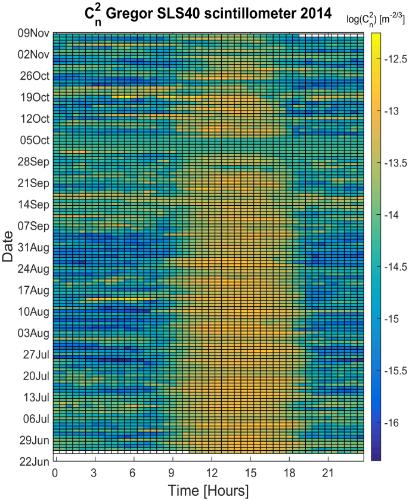 C_n^2 Gregor SLS40 scintillometer 2014
log(C_n^2) [m^-2/3]
09Nov
02Nov
26Oct
19Oct
12Oct
05Oct
28Sep
21Sep
14Sep
07Sep
31Aug
24Aug
17Aug
10Aug
03Aug
27Jul
20Jul
13Jul
06Jul
29Jun
22Jun
Date
0 3 6 9 12 15 18 21
Time [Hours]
-12.5
-13
-13.5
-14
-14.5
-15
-15.5
-16